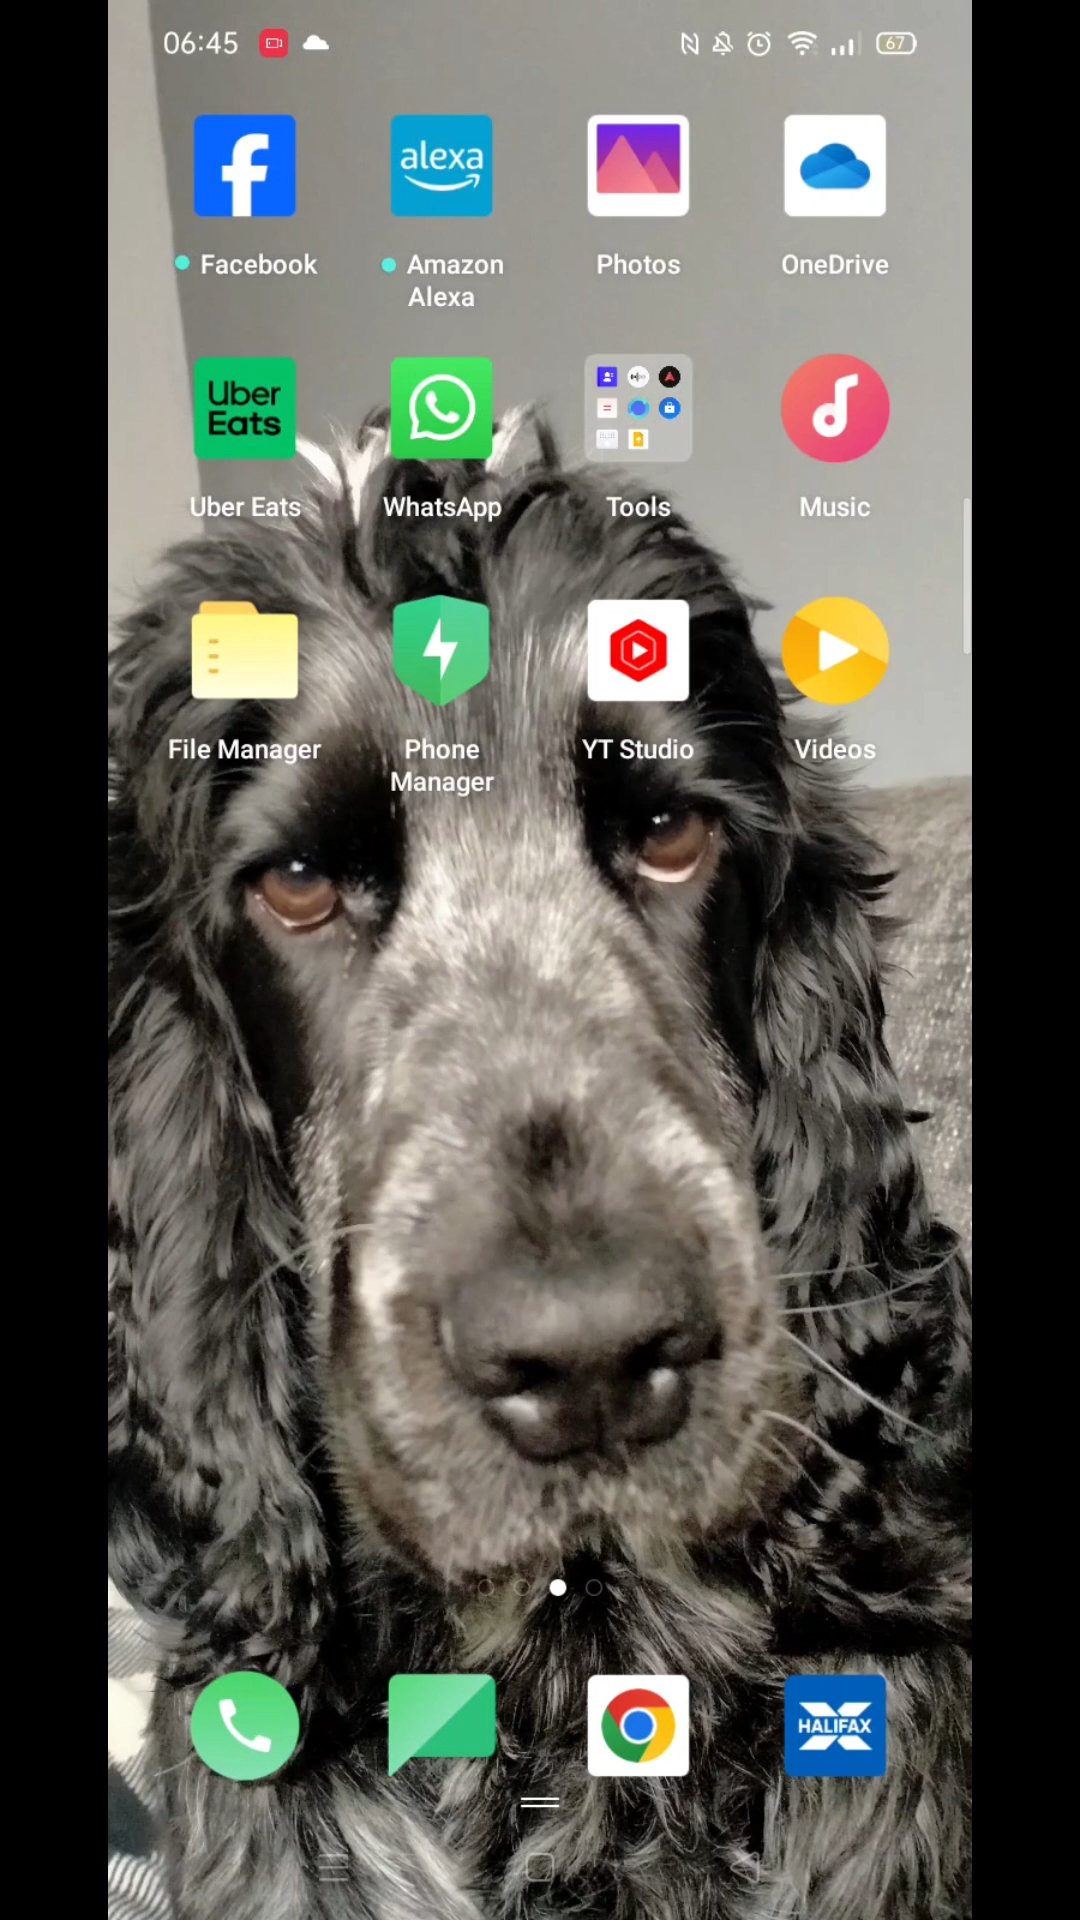 06:45
67
alexa
Facebook
Amazon
Alexa
Photos
OneDrive
Uber
Eats
Uber Eats
WhatsApp
Tools
Music
File Manager
Phone
Manager
YT Studio
Videos
HALIFAX